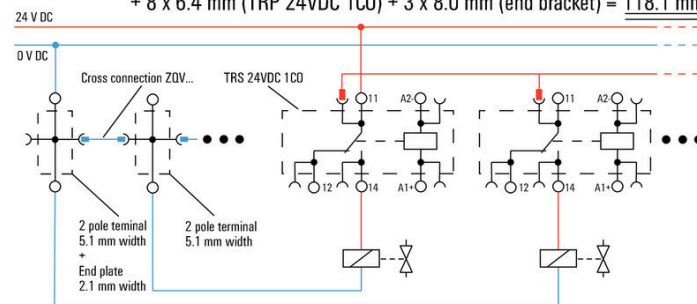 + 8 x 6.4 mm (TRP 24VDC 1CO) + 3 x 8.0 mm (end bracket) = 118.1 mm
24 V DC
0 V DC
Cross connection ZQV...
TRS 24VDC 1CO
11
A2-
11
A2-
12
14
A1+
12
14
A1+
2 pole teminal
5.1 mm width
+
End plate
2.1 mm width
2 pole terminal
5.1 mm width